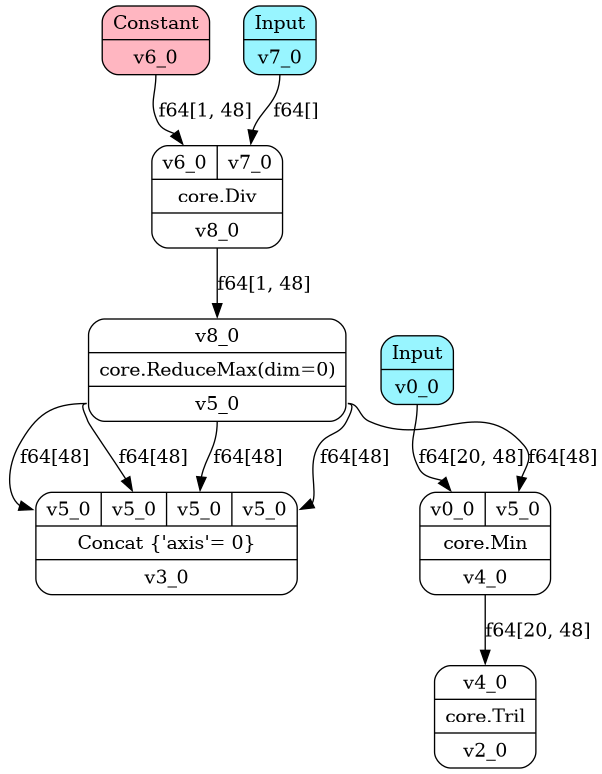 Constant
v6_0
Input
v7_0
f64[1, 48]
f64[]
v6_0 v7_0
core.Div
v8_0
f64[1, 48]
v8_0
core.ReduceMax(dim=0)
v5_0
Input
v0_0
f64[48]
f64[48]
f64[48]
f64[48]
f64[20, 48]
f64[48]
v5_0 v5_0 v5_0 v5_0
Concat {'axis'= 0}
v3_0
v0_0 v5_0
core.Min
v4_0
f64[20, 48]
v4_0
core.Tril
v2_0